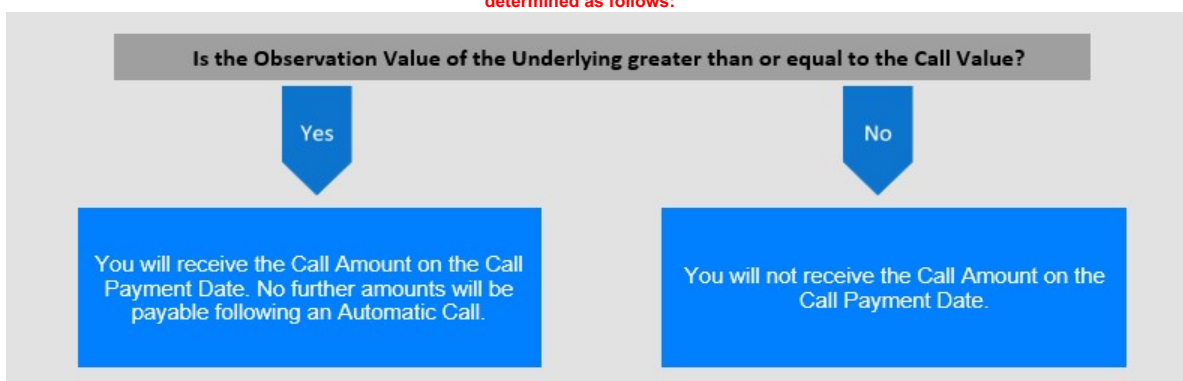 determined as follows:
Is the Observation Value of the Underlying greater than or equal to the Call Value?
Yes
No
You will receive the Call Amount on the Call
Payment Date. No further amounts will be
payable following an Automatic Call.
You will not receive the Call Amount on the
Call Payment Date.